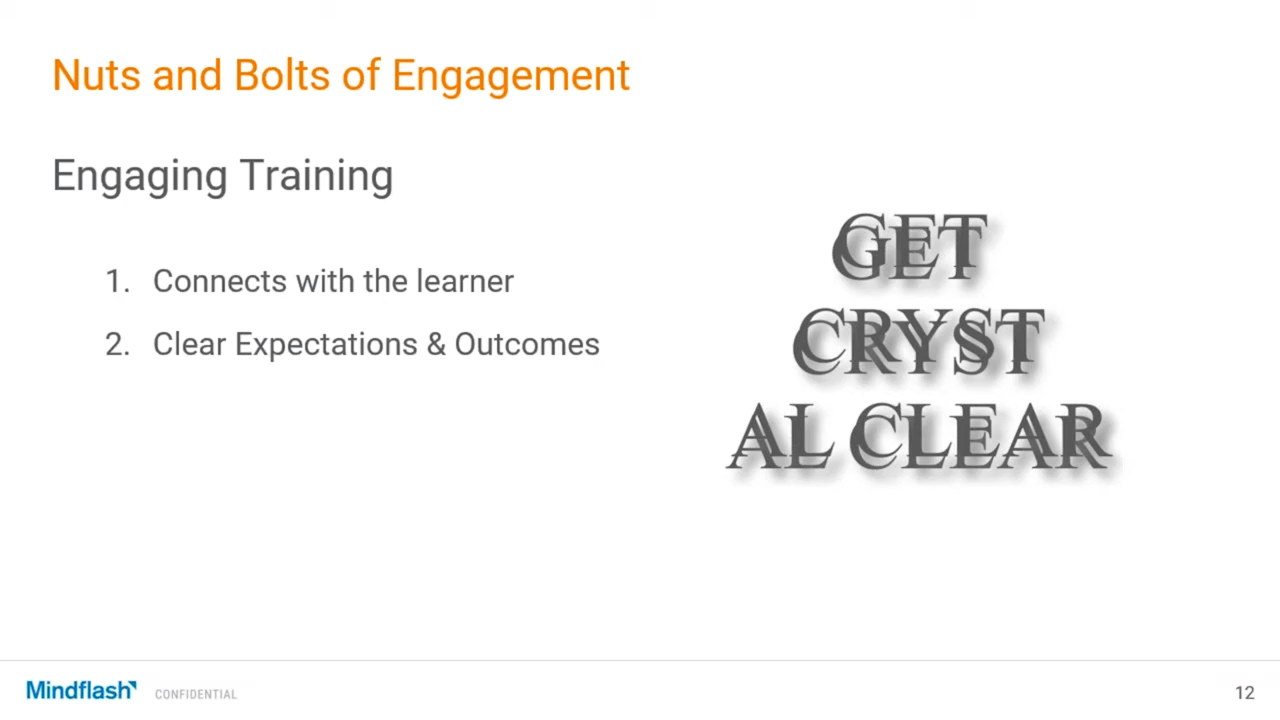 Nuts and Bolts of Engagement
Engaging Training
1. Connects with the learner
2. Clear Expectations & Outcomes
GET
CRYST
AL CLEAR
Mindflash CONFIDENTIAL
12